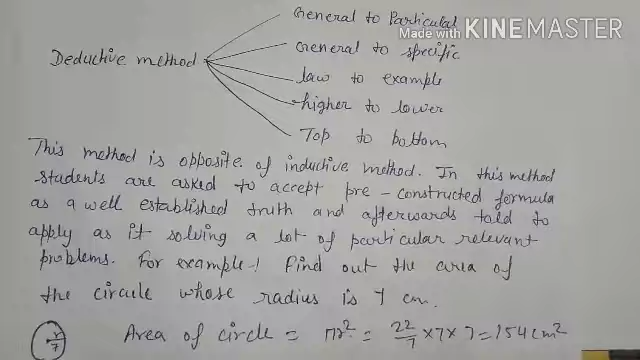 General to Particular
Made with KINEMASTER
General to specific
Deductive method
law to example
higher to lower
Top to bottom
This method is opposite of inductive method. In this method
students are asked to accept pre-constructed formula
as a well established truth and afterwards told to
apply as it solving a lot of particular relevant
problems. For example-! Find out the area of
the circule whose radius is 7 cm.
r/7 Area of circle = πr² = 22/7 ×7×7=154cm²